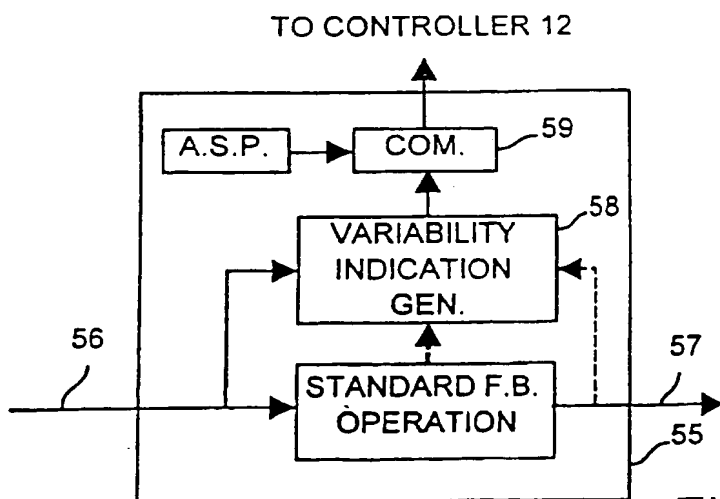 TO CONTROLLER 12
A.S.P.
COM.
59
58
VARIABILITY
INDICATION
GEN.
56
57
STANDARD F.B.
OPERATION
55